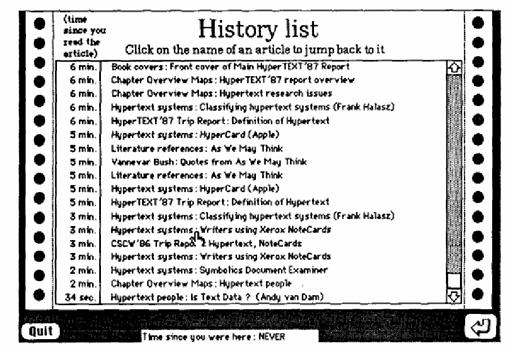 (time
since you
read the
article)
History list
Click on the name of an article to jump back to it
6 min. Book covers: Front cover of Main HyperTEXT'87 Report
6 min. Chapter Overview Maps: HyperTEXT'87 report overview
6 min. Chapter Overview Maps: Hypertext research issues
6 min. Hypertext systems: Classifying hypertext systems (Frank Halasz)
6 min. HyperTEXT'87 Trip Report: Definition of Hypertext
5 min. Hypertext systems: HyperCard (Apple)
5 min. Literature references: As We May Think
5 min. Vannevar Bush: Quotes from As We May Think
5 min. Literature references: As We May Think
5 min. Hypertext systems: HyperCard (Apple)
5 min. HyperTEXT'87 Trip Report: Definition of Hypertext
3 min. Hypertext systems: Classifying hypertext systems (Frank Halasz)
3 min. Hypertext systems: Writers using Xerox NoteCards
3 min. CSCW'86 Trip Hypertext, NoteCards
3 min. Hypertext systems: Writers using Xerox NoteCards
2 min. Hypertext systems: Symbolics Document Examiner
2 min. Chapter Overview Maps: Hypertext people
34 sec. Hypertext people: Is Text Data ? (Andy van Dam)
Quit
Time since you were here: NEVER